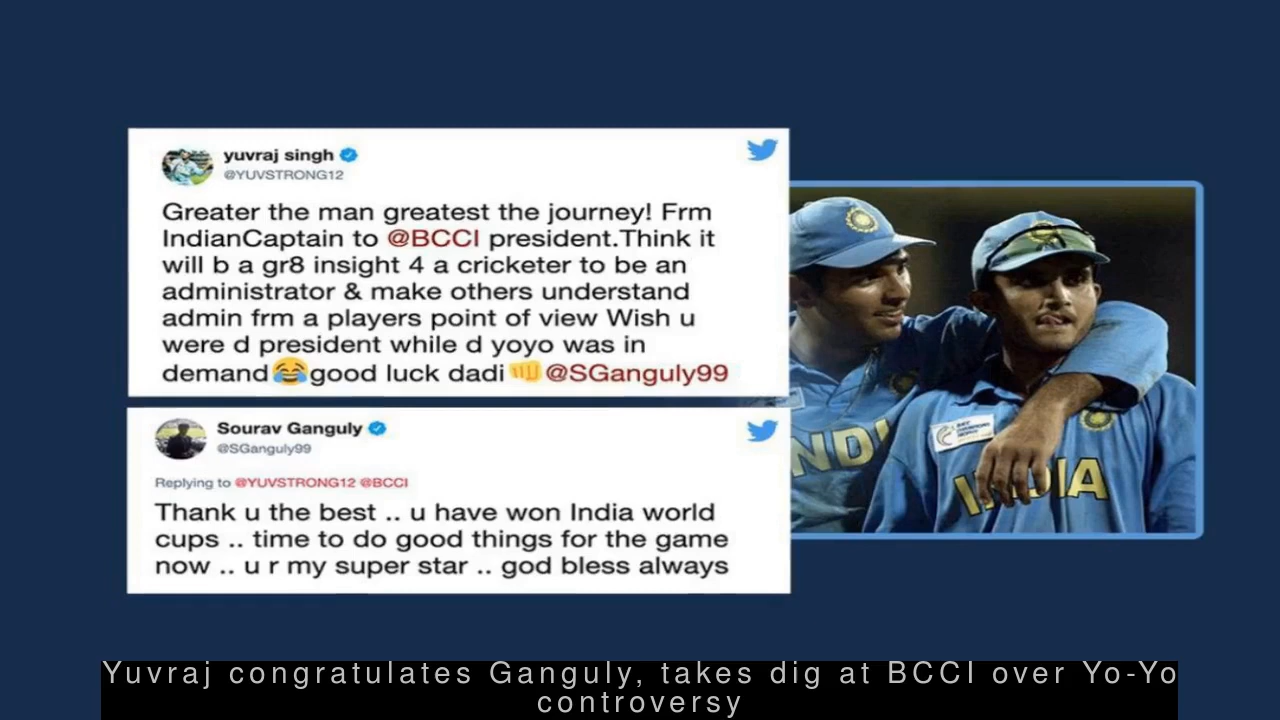 yuvraj singh
@YUVSTRONG12
Greater the man greatest the journey! Frm
IndianCaptain to @BCCI president.Think it
will b a gr8 insight 4 a cricketer to be an
administrator & make others understand
admin frm a players point of view Wish u
were d president while d yoyo was in
demand😂good luck dadi 👊@SGanguly99
Sourav Ganguly
@SGanguly99
Replying to @YUVSTRONG12 @BCCI
Thank u the best .. u have won India world
cups .. time to do good things for the game
now .. u r my super star .. god bless always
INDIA
Yuvraj congratulates Ganguly, takes dig at BCCI over Yo-Yo
controversy